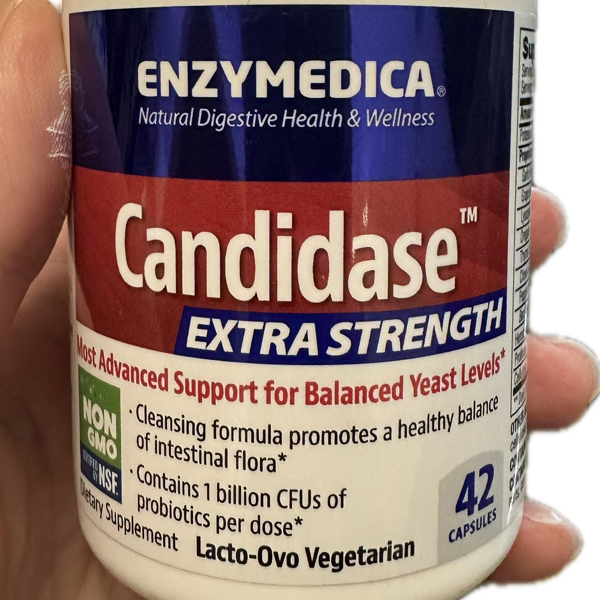 ENZYMEDICA®
Natural Digestive Health & Wellness
Candidase™
EXTRA STRENGTH
Most Advanced Support for Balanced Yeast Levels*
NON
GMO
CERTIFIED
BY NSF
· Cleansing formula promotes a healthy balance
of intestinal flora*
· Contains 1 billion CFUs of
probiotics per dose*
42
CAPSULES
Dietary Supplement
Lacto-Ovo Vegetarian